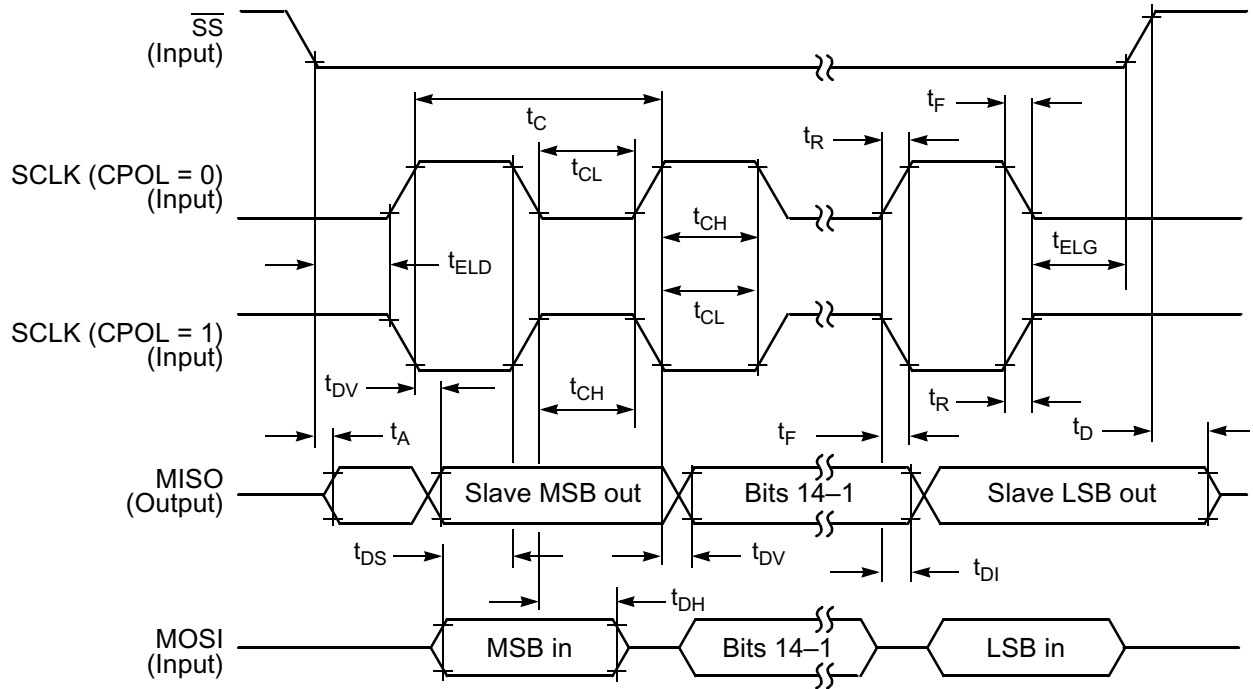 SS
(Input)
tF
tC
tR
SCLK (CPOL = 0)
(Input)
tCL
tCH
tELG
tELD
tCL
SCLK (CPOL = 1)
(Input)
tDV
tCH
tR
tA
tF
tD
MISO
(Output)
Slave MSB out
Bits 14–1
Slave LSB out
tDS
tDV
tDI
tDH
MOSI
(Input)
MSB in
Bits 14–1
LSB in